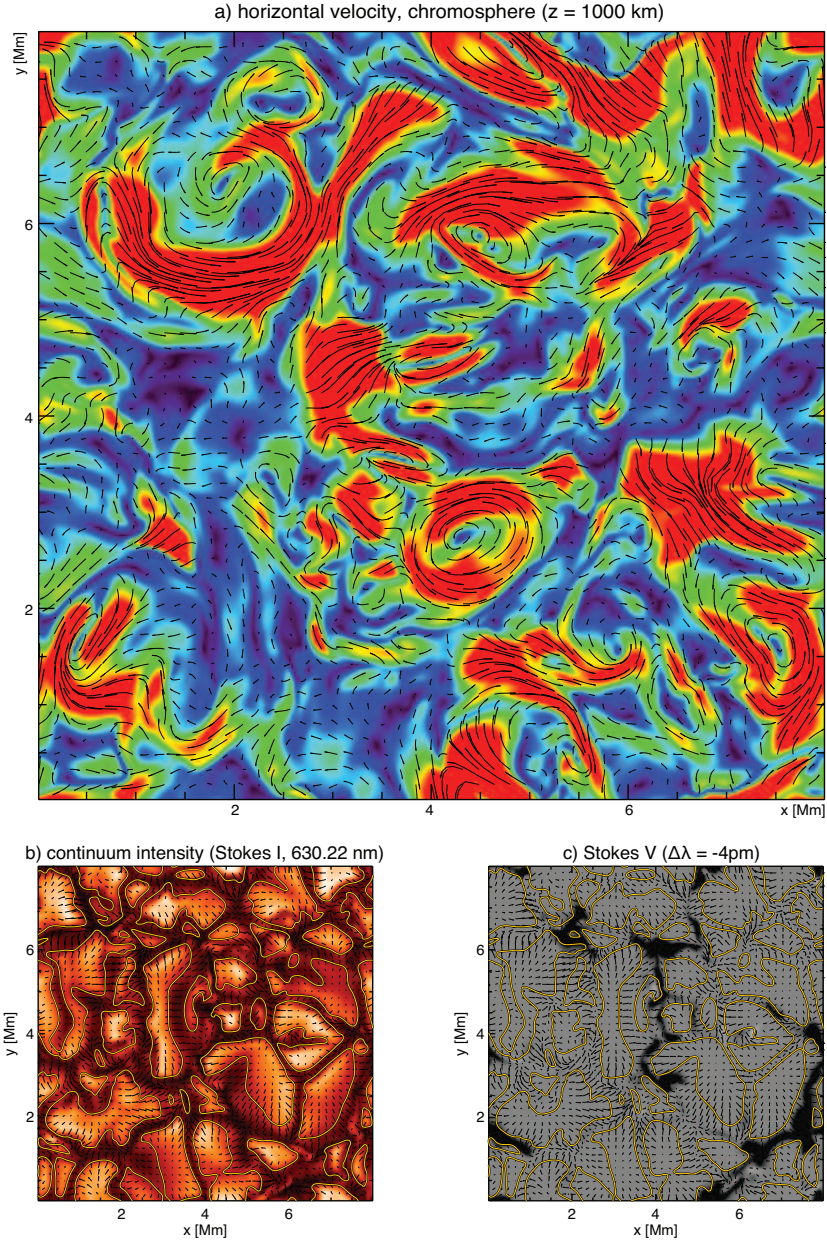 a) horizontal velocity, chromosphere (z = 1000 km)
y [Mm]
6
4
2
2
4
6
x [Mm]
b) continuum intensity (Stokes I, 630.22 nm)
y [Mm]
6
4
2
2
4
6
x [Mm]
c) Stokes V (Δλ = -4pm)
y [Mm]
6
4
2
2
4
6
x [Mm]